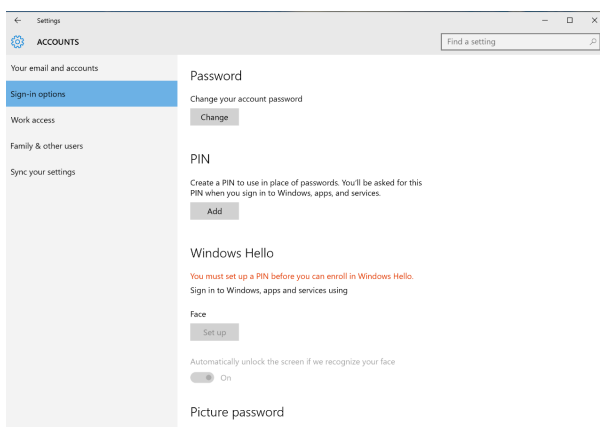 Settings
ACCOUNTS
Find a setting
Your email and accounts
Sign-in options
Work access
Family & other users
Sync your settings
Password
Change your account password
Change
PIN
Create a PIN to use in place of passwords. You'll be asked for this
PIN when you sign in to Windows, apps, and services.
Add
Windows Hello
You must set up a PIN before you can enroll in Windows Hello.
Sign in to Windows, apps and services using
Face
Set up
Automatically unlock the screen if we recognize your face
On
Picture password